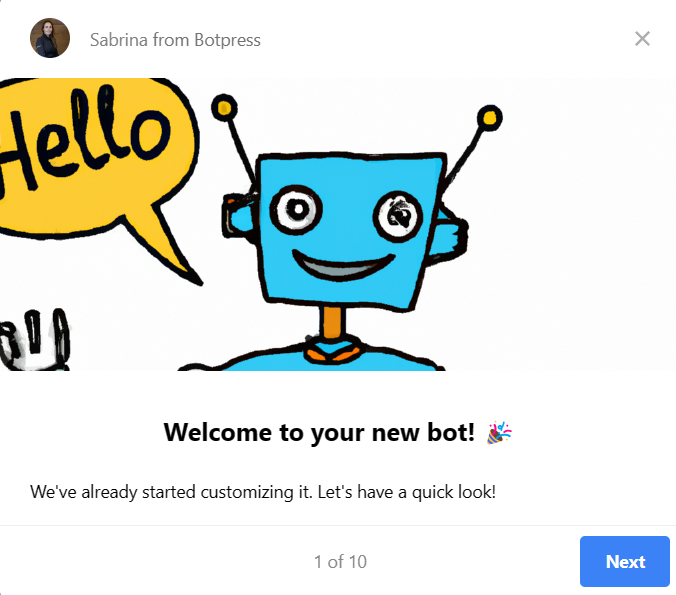 Sabrina from Botpress
Hello
Welcome to your new bot! 🎉
We've already started customizing it. Let's have a quick look!
1 of 10
Next